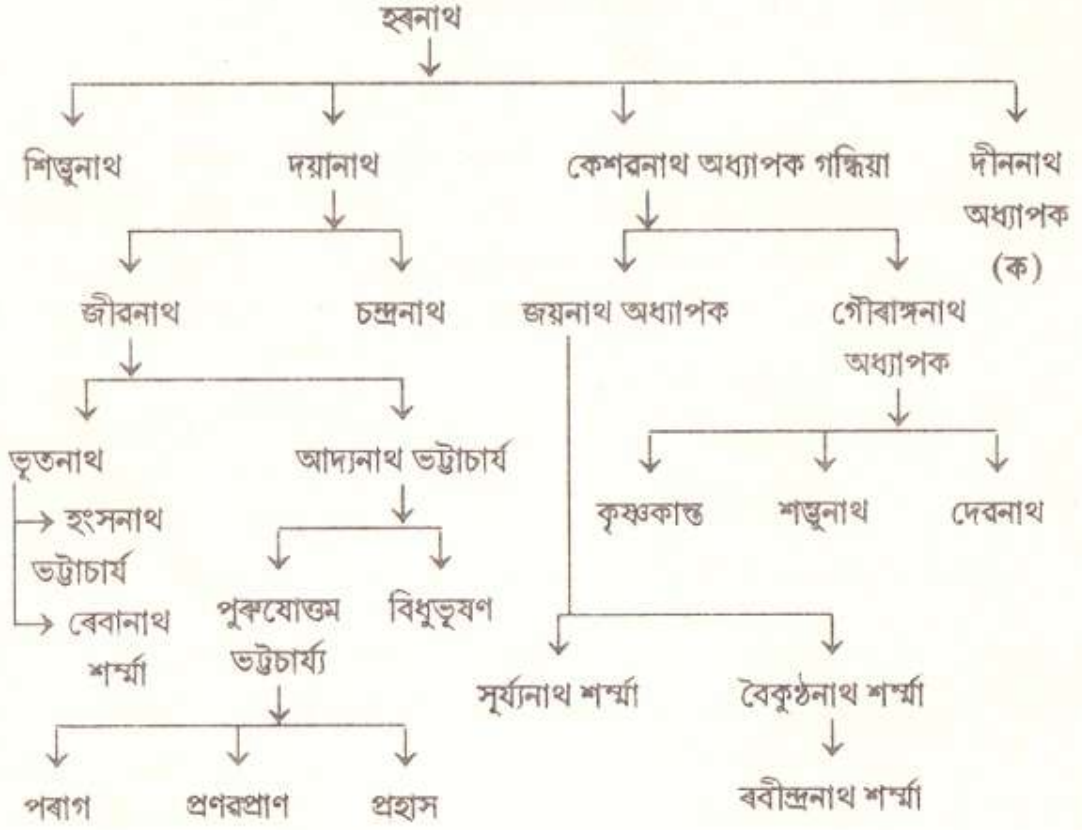 হৰনাথ
শিম্ভুনাথ দয়ানাথ কেশৱনাথ অধ্যাপক গন্ধিয়া দীননাথ
অধ্যাপক
(ক)
জীৱনাথ চন্দ্ৰনাথ জয়নাথ অধ্যাপক গৌৰাঙ্গনাথ
অধ্যাপক
ভূতনাথ আদ্যনাথ ভট্টাচাৰ্য
কৃষ্ণকান্ত শম্ভুনাথ দেৱনাথ
হংসনাথ
ভট্টাচাৰ্য
পুৰুষোত্তম বিধুভূষণ
ৰেবানাথ
ভট্টচাৰ্য্য
শৰ্ম্মা
সূৰ্য্যনাথ শৰ্ম্মা বৈকুণ্ঠনাথ শৰ্ম্মা
পৰাগ প্ৰণৱপ্ৰাণ প্ৰহাস ৰবীন্দ্ৰনাথ শৰ্ম্মা